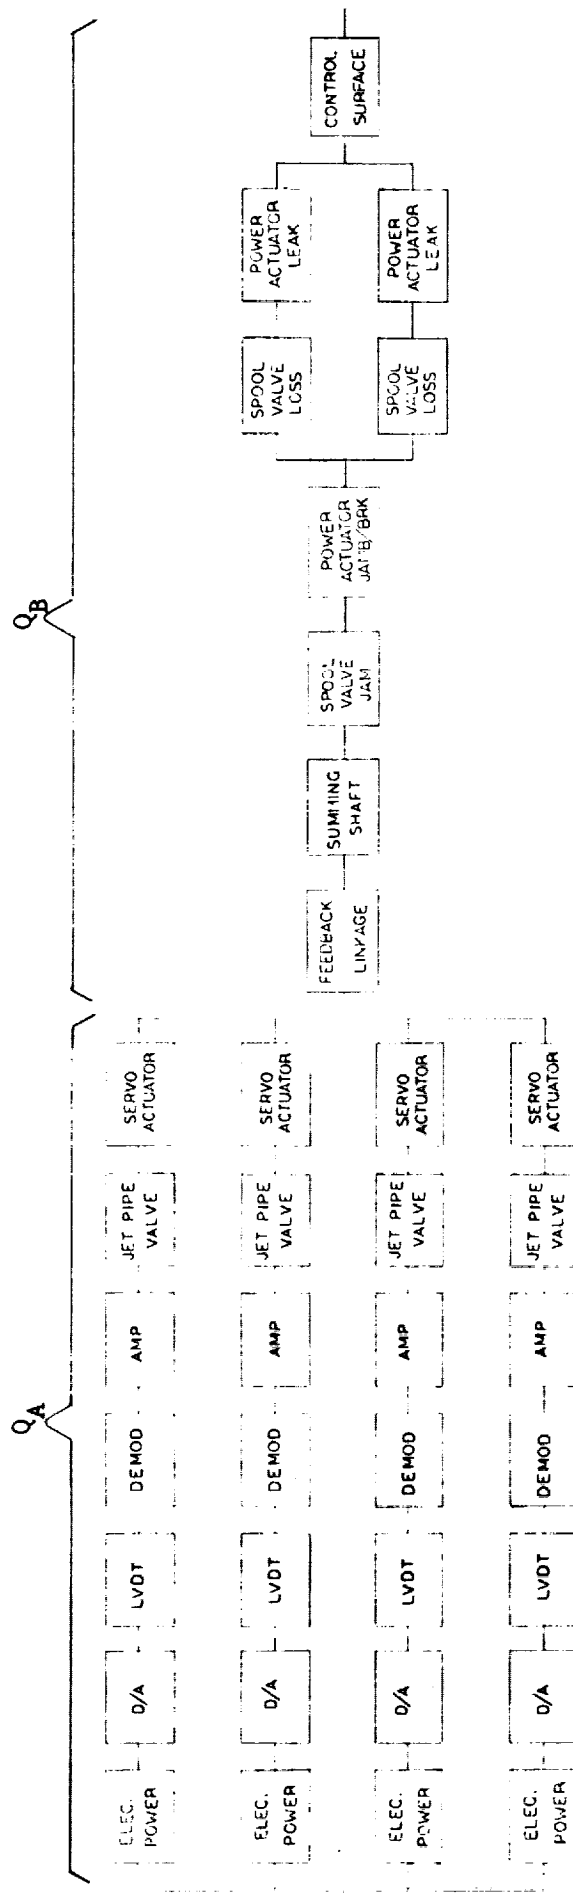 Q_A
Q_B
ELEC.
POWER
D/A
LVDT
DEMOD
AMP
JET PIPE
VALVE
SERVO
ACTUATOR
ELEC.
POWER
D/A
LVDT
DEMOD
AMP
JET PIPE
VALVE
SERVO
ACTUATOR
ELEC.
POWER
D/A
LVDT
DEMOD
AMP
JET PIPE
VALVE
SERVO
ACTUATOR
ELEC.
POWER
D/A
LVDT
DEMOD
AMP
JET PIPE
VALVE
SERVO
ACTUATOR
FEEDBACK
LINKAGE
SUMMING
SHAFT
SPOOL
VALVE
JAM
POWER
ACTUATOR
JAMB/BRK
SPOOL
VALVE
LOSS
POWER
ACTUATOR
LEAK
SPOOL
VALVE
LOSS
POWER
ACTUATOR
LEAK
CONTROL
SURFACE